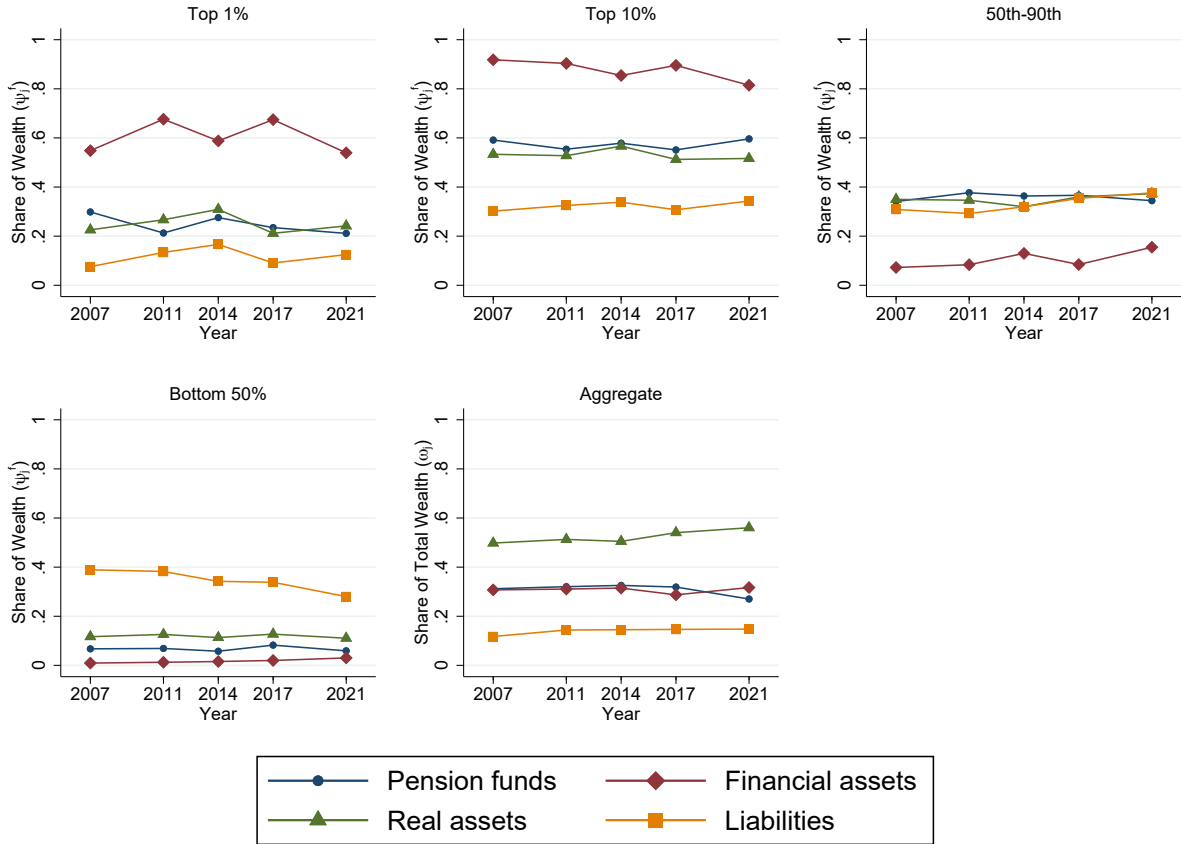 Top 1%
Share of Wealth (ψⱼᶠ)
1
.8
.6
.4
.2
0
2007 2011 2014 2017 2021
Year
Top 10%
Share of Wealth (ψⱼᶠ)
1
.8
.6
.4
.2
0
2007 2011 2014 2017 2021
Year
50th-90th
Share of Wealth (ψⱼᶠ)
1
.8
.6
.4
.2
0
2007 2011 2014 2017 2021
Year
Bottom 50%
Share of Wealth (ψⱼᶠ)
1
.8
.6
.4
.2
0
2007 2011 2014 2017 2021
Year
Aggregate
Share of Total Wealth (ωⱼ)
1
.8
.6
.4
.2
0
2007 2011 2014 2017 2021
Year
Pension funds
Financial assets
Real assets
Liabilities